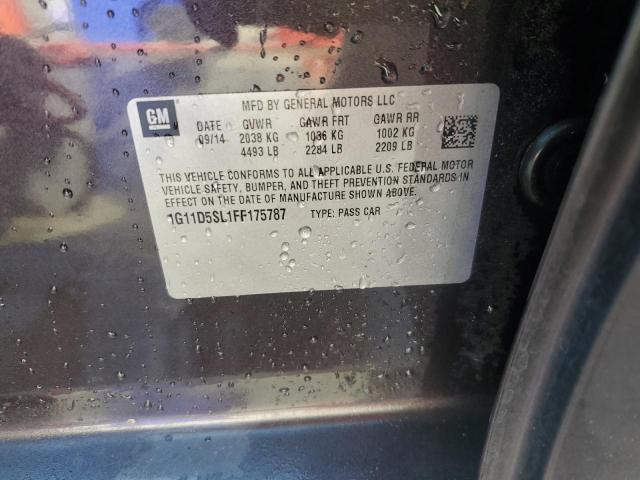 GM
MFD BY GENERAL MOTORS LLC
DATE GVWR GAWR FRT GAWR RR
09/14 2038 KG 1036 KG 1002 KG
4493 LB 2284 LB 2209 LB
THIS VEHICLE CONFORMS TO ALL APPLICABLE U.S. FEDERAL MOTOR
VEHICLE SAFETY, BUMPER, AND THEFT PREVENTION STANDARDS IN
EFFECT ON THE DATE OF MANUFACTURE SHOWN ABOVE.
1G11D5SL1FF175787 TYPE: PASS CAR